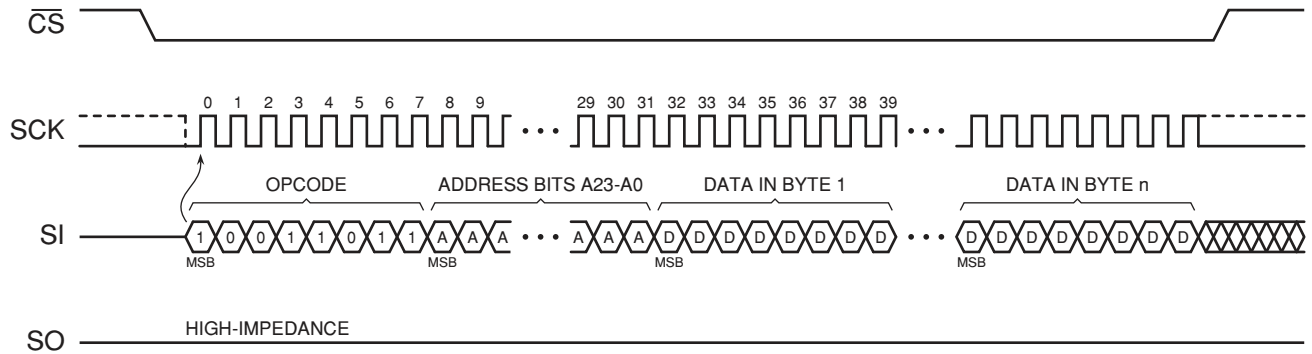 CS
0 1 2 3 4 5 6 7 8 9 29 30 31 32 33 34 35 36 37 38 39
SCK
OPCODE ADDRESS BITS A23-A0 DATA IN BYTE 1 DATA IN BYTE n
SI 1 0 0 1 1 0 1 1 A A A A A A D D D D D D D D D D D D D D D D
MSB MSB MSB MSB
HIGH-IMPEDANCE
SO